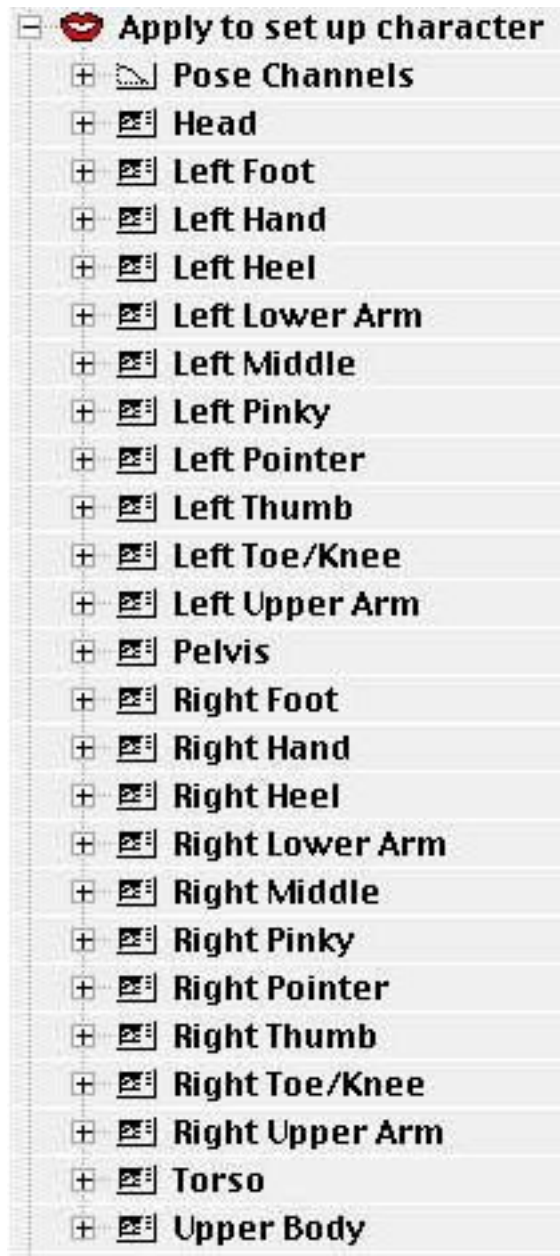 Apply to set up character
Pose Channels
Head
Left Foot
Left Hand
Left Heel
Left Lower Arm
Left Middle
Left Pinky
Left Pointer
Left Thumb
Left Toe/Knee
Left Upper Arm
Pelvis
Right Foot
Right Hand
Right Heel
Right Lower Arm
Right Middle
Right Pinky
Right Pointer
Right Thumb
Right Toe/Knee
Right Upper Arm
Torso
Upper Body